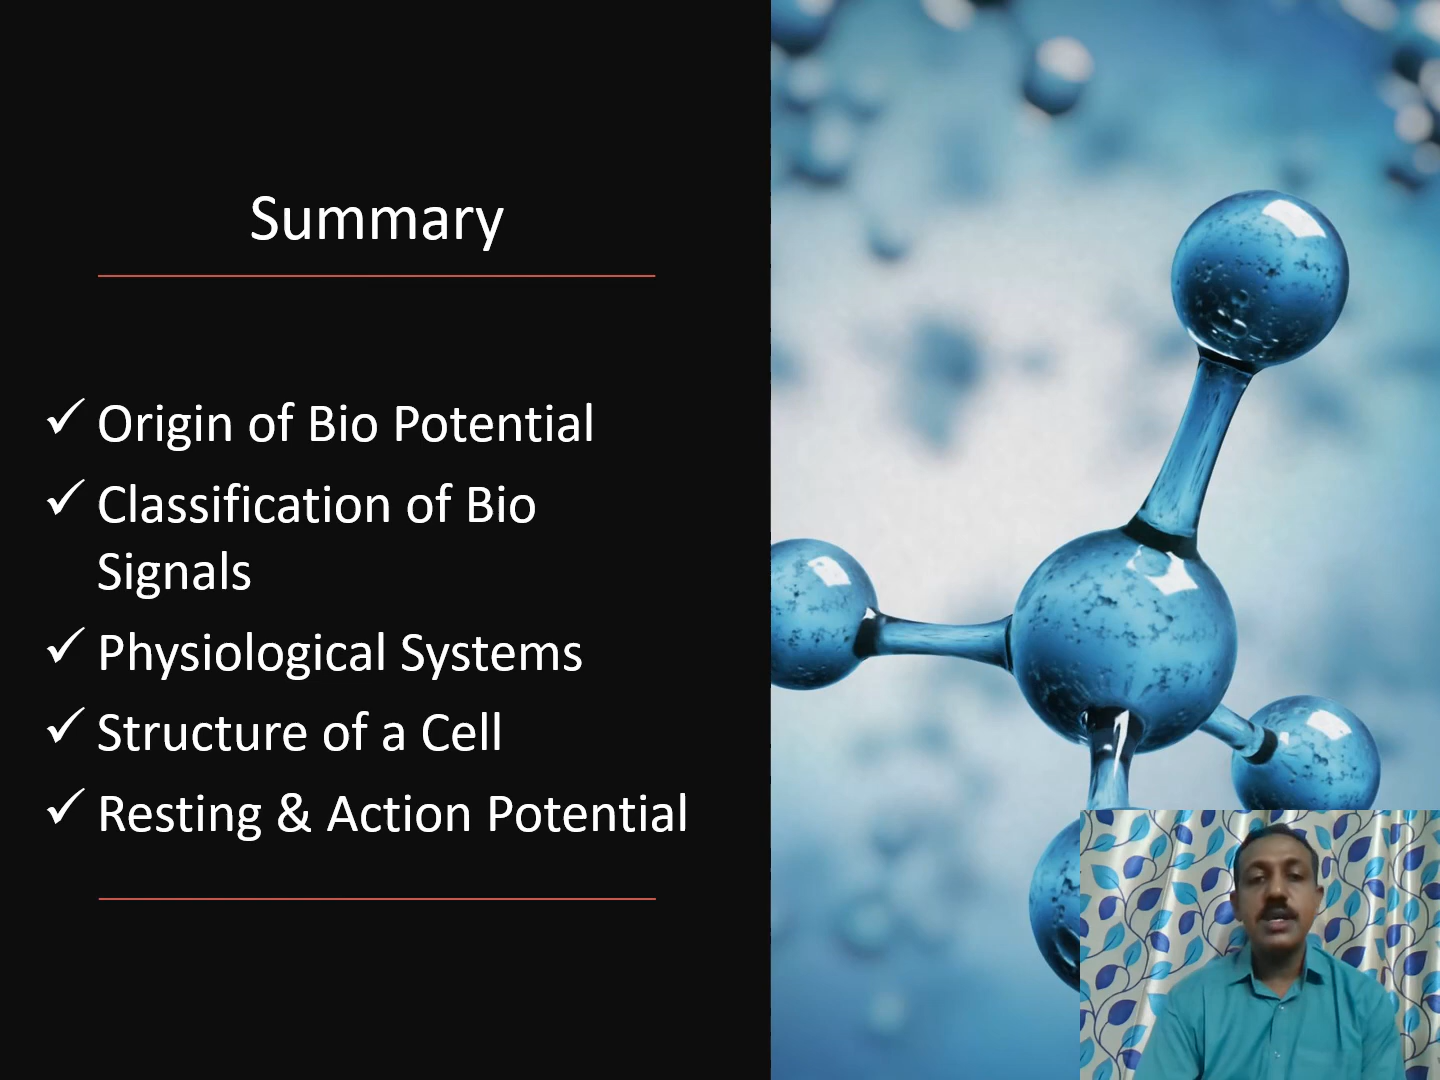 Summary
✓ Origin of Bio Potential
✓ Classification of Bio
Signals
✓ Physiological Systems
✓ Structure of a Cell
✓ Resting & Action Potential